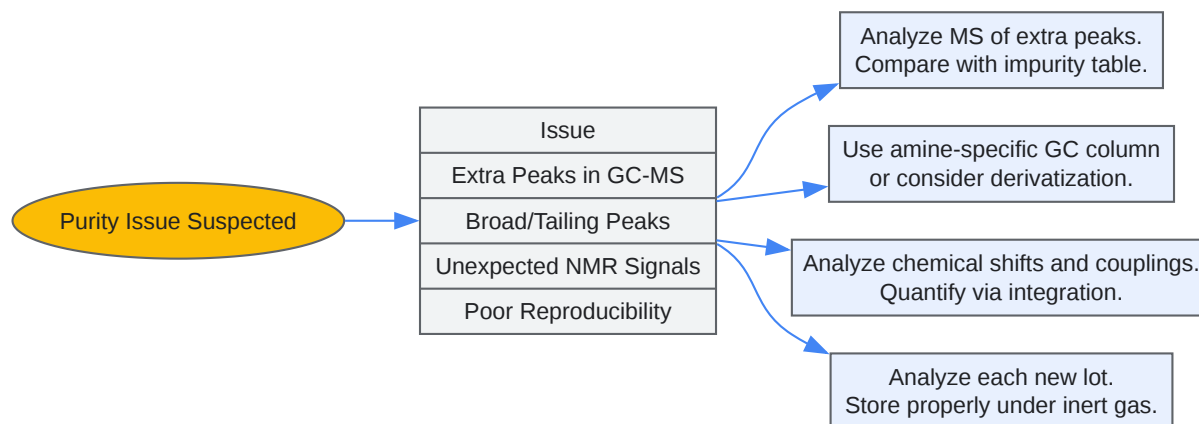 Purity Issue Suspected
Issue
Extra Peaks in GC-MS
Broad/Tailing Peaks
Unexpected NMR Signals
Poor Reproducibility
Analyze MS of extra peaks.
Compare with impurity table.
Use amine-specific GC column
or consider derivatization.
Analyze chemical shifts and couplings.
Quantify via integration.
Analyze each new lot.
Store properly under inert gas.